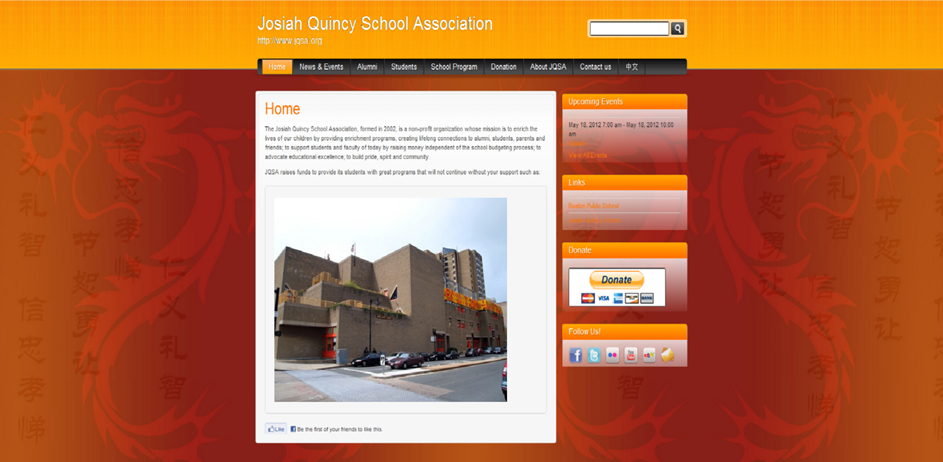 Josiah Quincy School Association
http://www.jqsa.org
Home News & Events Alumni Students School Program Donation About JQSA Contact us 中文
Home
The Josiah Quincy School Association, formed in 2002, is a non-profit organization whose mission is to enrich the
lives of our children by providing enrichment programs, creating lifelong connections to alumni, students, parents and
friends; to support students and faculty of today by raising money independent of the school budgeting process; to
advocate educational excellence; to build pride, spirit and community.
JQSA raises funds to provide its students with great programs that will not continue without your support such as:
Like Be the first of your friends to like this.
Upcoming Events
May 18, 2012 7:00 am - May 18, 2012 10:00
am
View All Events
Links
Boston Public School
Donate
Donate
VISA
Follow Us!
仁义礼智信忠孝悌
节恕勇让